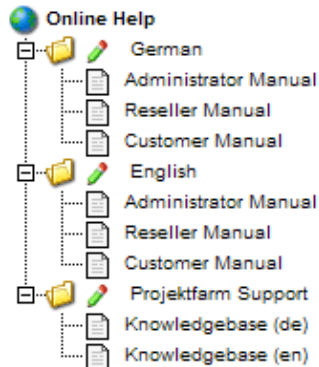 Online Help
German
Administrator Manual
Reseller Manual
Customer Manual
English
Administrator Manual
Reseller Manual
Customer Manual
Projektfarm Support
Knowledgebase (de)
Knowledgebase (en)